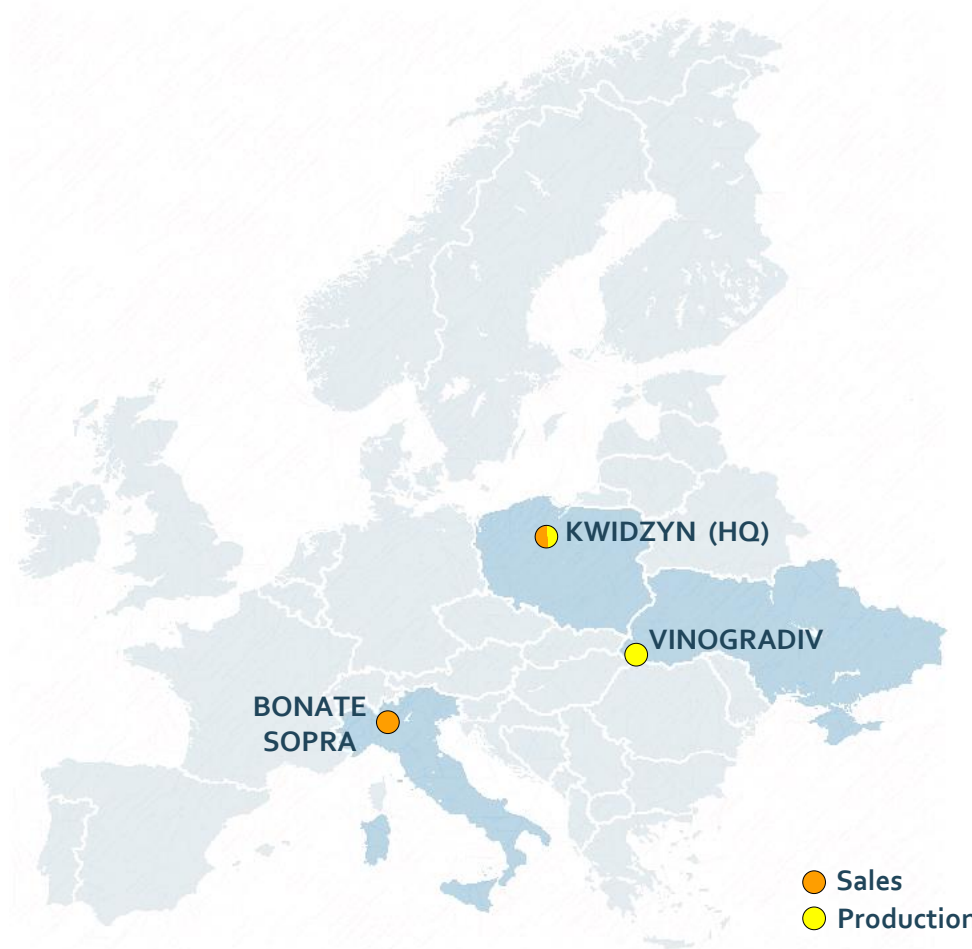 KWIDZYN (HQ)
VINOGRADIV
BONATE
SOPRA
Sales
Production